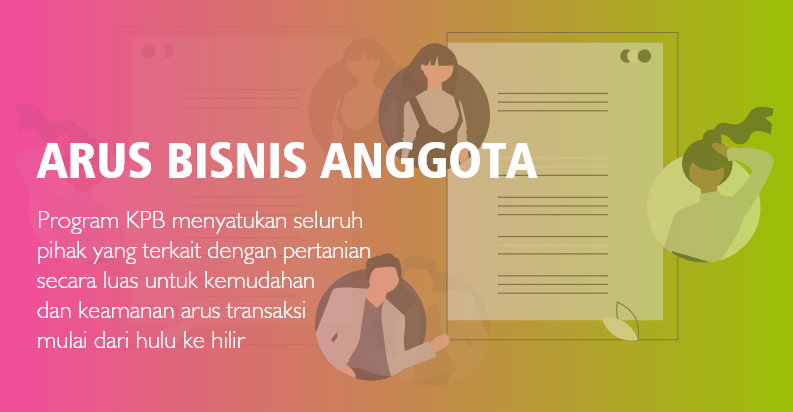 ARUS BISNIS ANGGOTA
Program KPB menyatukan seluruh
pihak yang terkait dengan pertanian
secara luas untuk kemudahan
dan keamanan arus transaksi
mulai dari hulu ke hilir